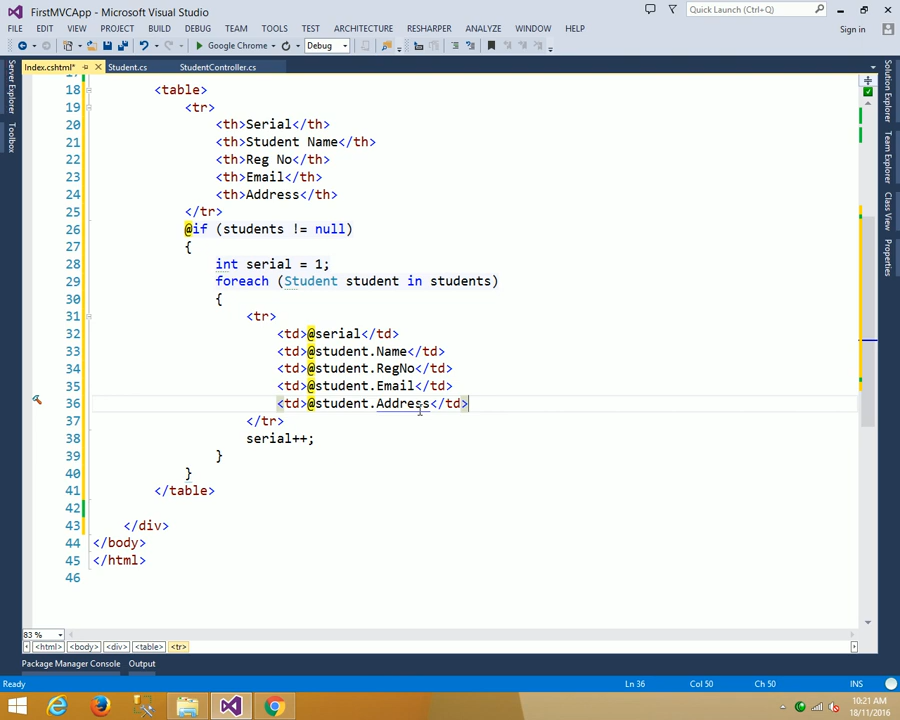 FirstMVCApp - Microsoft Visual Studio
Quick Launch (Ctrl+Q)
FILE EDIT VIEW PROJECT BUILD DEBUG TEAM TOOLS TEST ARCHITECTURE RESHARPER ANALYZE WINDOW HELP
Sign in
Google Chrome
Debug
Index.cshtml*
Student.cs
StudentController.cs
Server Explorer
Toolbox
Solution Explorer
Team Explorer
Class View
Properties
18 <table>
19 <tr>
20 <th>Serial</th>
21 <th>Student Name</th>
22 <th>Reg No</th>
23 <th>Email</th>
24 <th>Address</th>
25 </tr>
26 @if (students != null)
27 {
28 int serial = 1;
29 foreach (Student student in students)
30 {
31 <tr>
32 <td>@serial</td>
33 <td>@student.Name</td>
34 <td>@student.RegNo</td>
35 <td>@student.Email</td>
36 <td>@student.Address</td>
37 </tr>
38 serial++;
39 }
40 }
41 </table>
42
43 </div>
44 </body>
45 </html>
46
83 %
<html> <body> <div> <table> <tr>
Package Manager Console Output
Ready
Ln 36 Col 50 Ch 50 INS
10:21 AM
18/11/2016